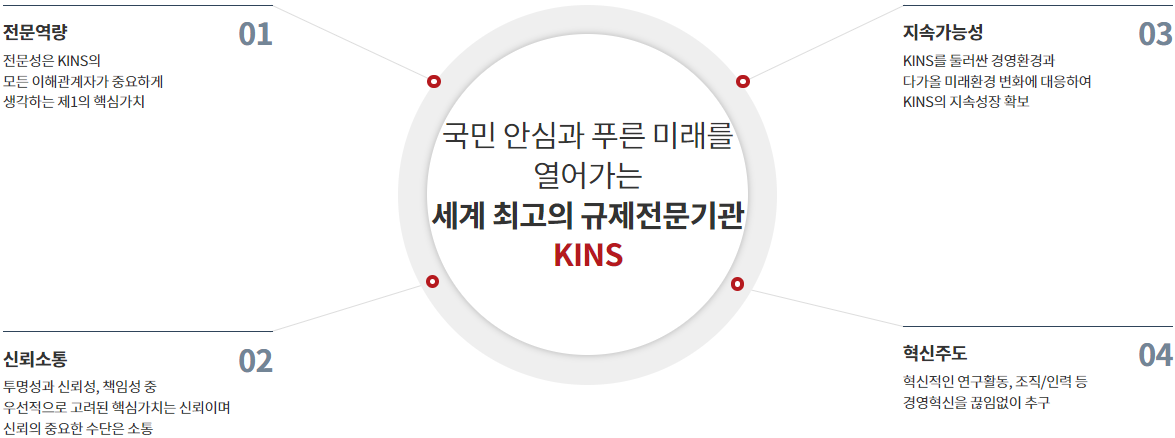 전문역량
01
전문성은 KINS의
모든 이해관계자가 중요하게
생각하는 제1의 핵심가치
신뢰소통
02
투명성과 신뢰성, 책임성 중
우선적으로 고려된 핵심가치는 신뢰이며
신뢰의 중요한 수단은 소통
국민 안심과 푸른 미래를
열어가는
세계 최고의 규제전문기관
KINS
지속가능성
03
KINS를 둘러싼 경영환경과
다가올 미래환경 변화에 대응하여
KINS의 지속성장 확보
혁신주도
04
혁신적인 연구활동, 조직/인력 등
경영혁신을 끊임없이 추구